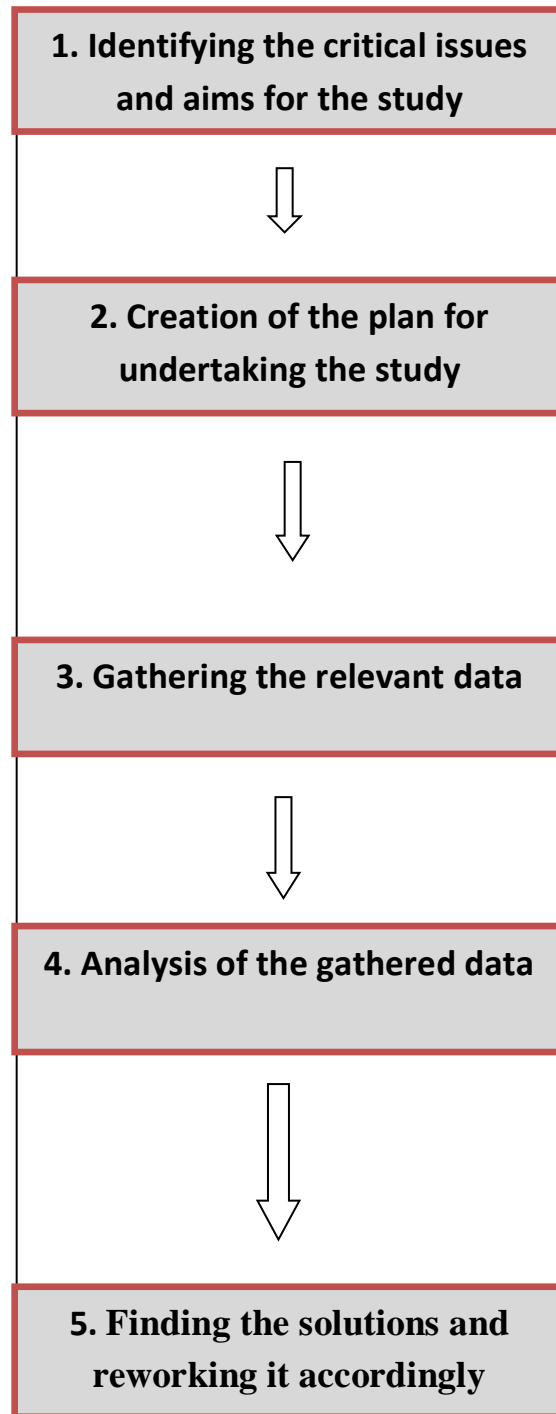 1. Identifying the critical issues
and aims for the study
2. Creation of the plan for
undertaking the study
3. Gathering the relevant data
4. Analysis of the gathered data
5. Finding the solutions and
reworking it accordingly